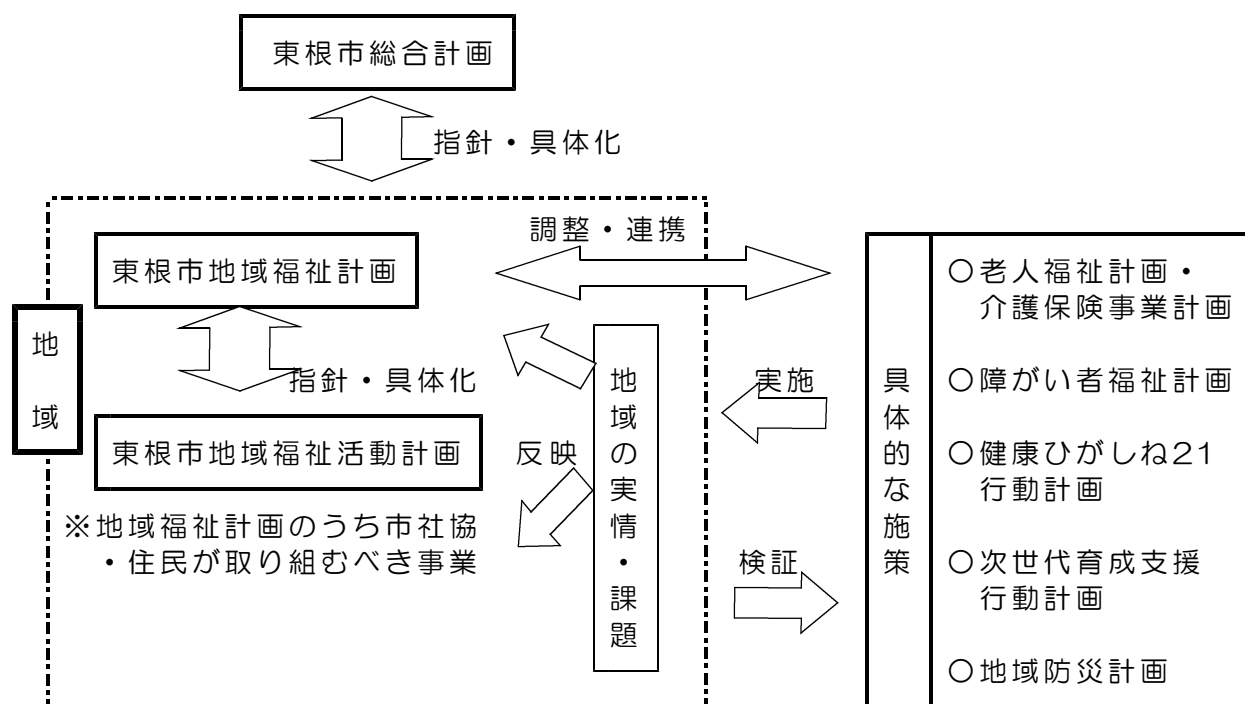 東根市総合計画
指針・具体化
調整・連携
東根市地域福祉計画
指針・具体化
地域
東根市地域福祉活動計画
反映
※地域福祉計画のうち市社協
・住民が取り組むべき事業
地域の実情・課題
実施
検証
具体的な施策
〇老人福祉計画・
介護保険事業計画
〇障がい者福祉計画
〇健康ひがしね21
行動計画
〇次世代育成支援
行動計画
〇地域防災計画